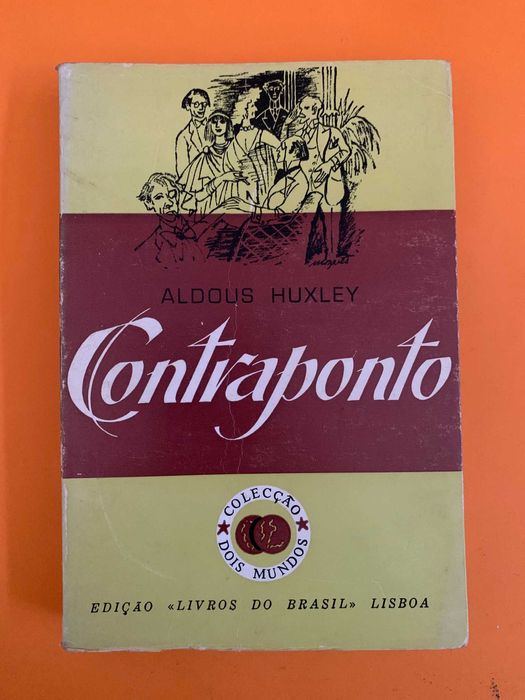 ALDOUS HUXLEY
Contraponto
COLECÇÃO
DOIS MUNDOS
EDIÇÃO «LIVROS DO BRASIL» LISBOA